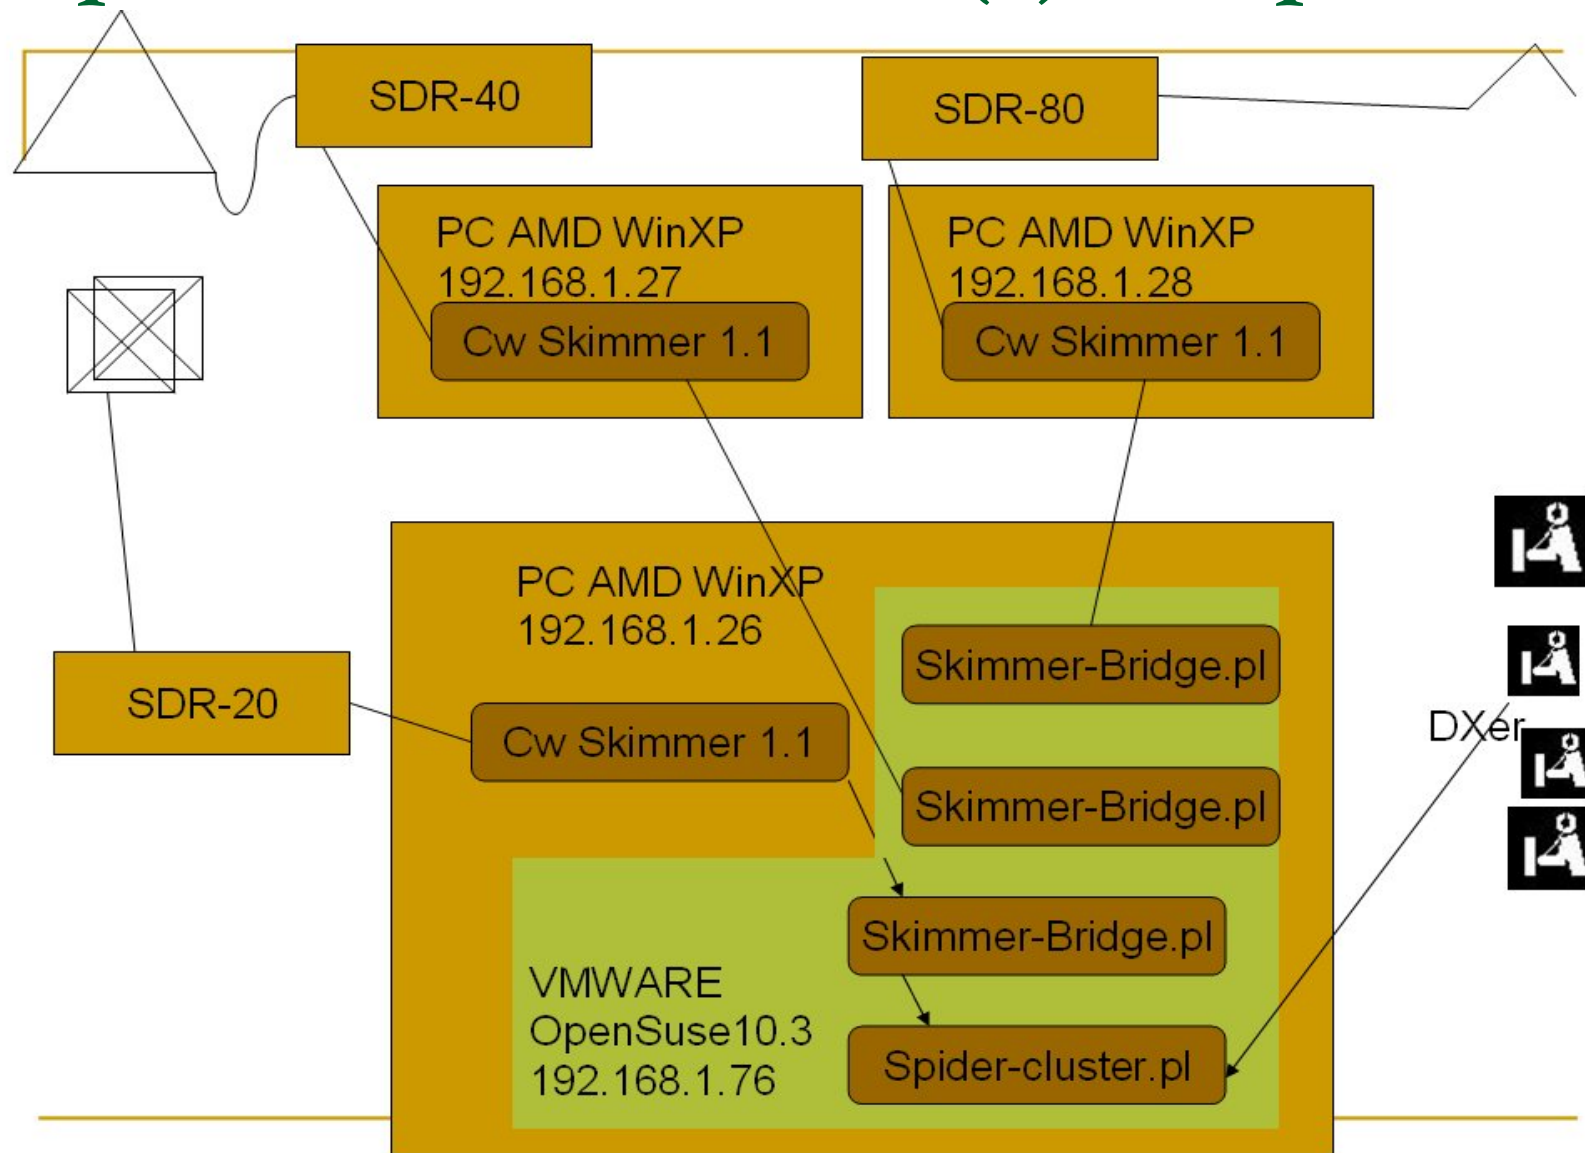 SDR-40
SDR-80
PC AMD WinXP
192.168.1.27
Cw Skimmer 1.1
PC AMD WinXP
192.168.1.28
Cw Skimmer 1.1
PC AMD WinXP
192.168.1.26
SDR-20
Cw Skimmer 1.1
Skimmer-Bridge.pl
Skimmer-Bridge.pl
Skimmer-Bridge.pl
VMWARE
OpenSuse10.3
192.168.1.76
Spider-cluster.pl
DXer